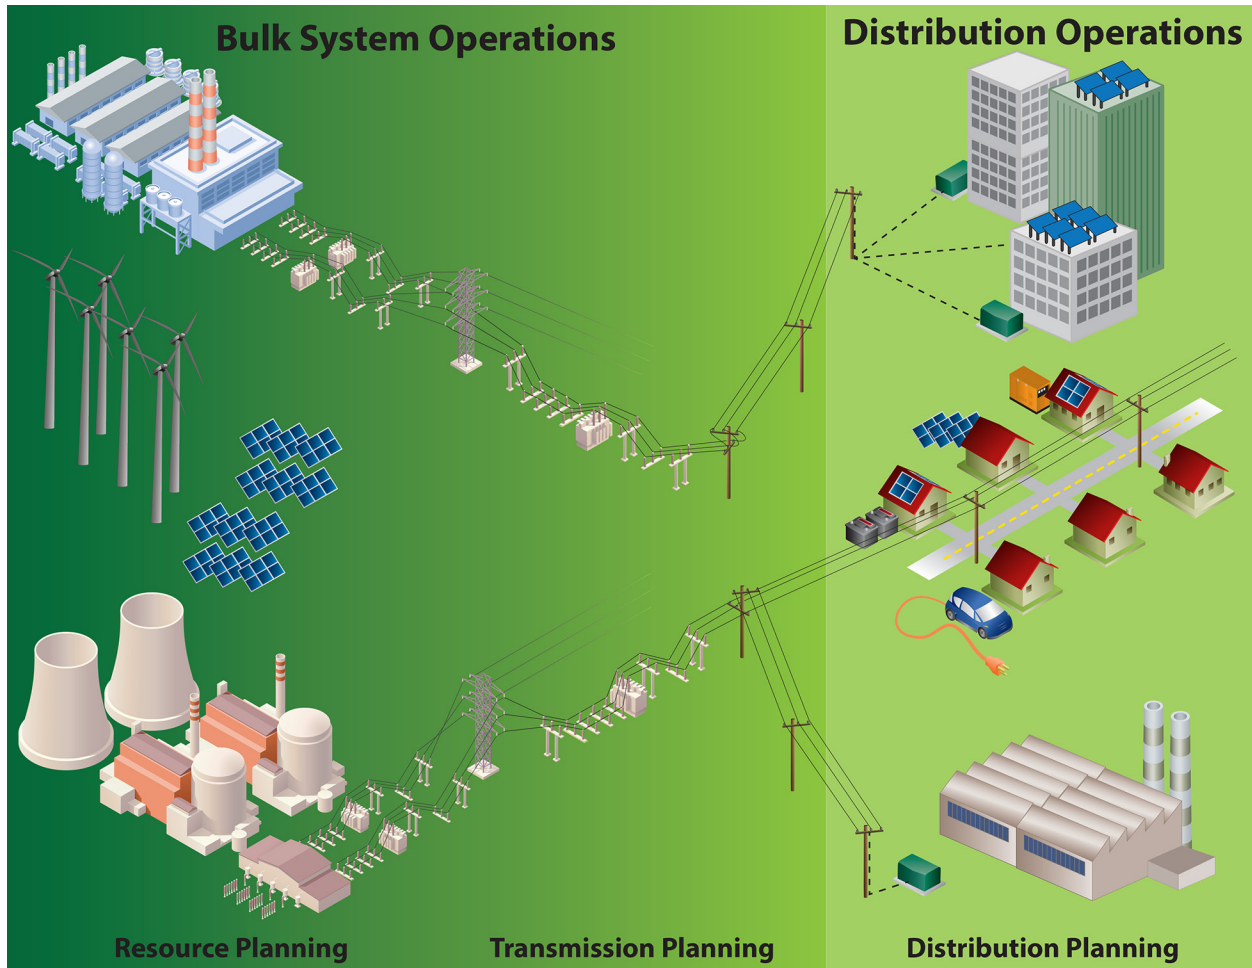 Bulk System Operations
Distribution Operations
Resource Planning
Transmission Planning
Distribution Planning